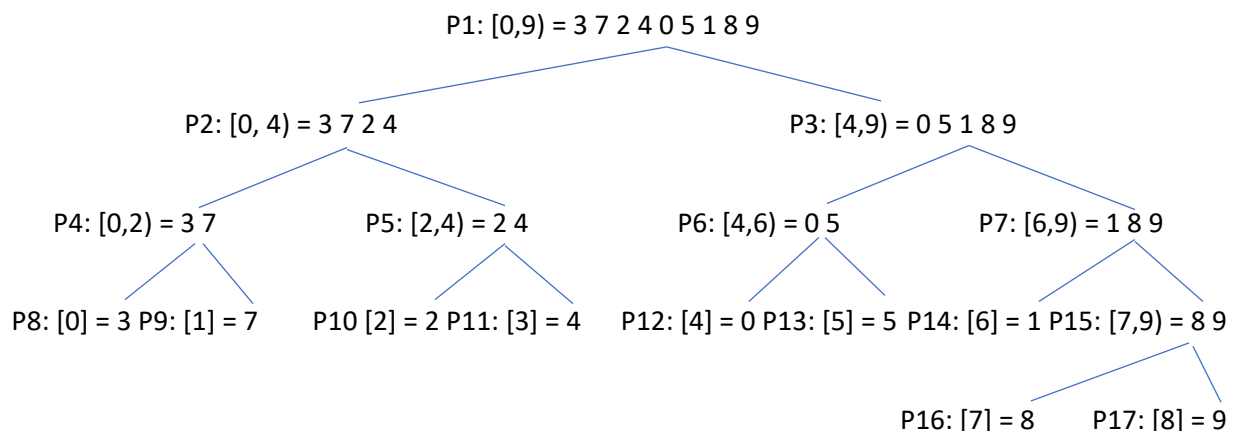 P1: [0,9) = 3 7 2 4 0 5 1 8 9
P2: [0, 4) = 3 7 2 4 P3: [4,9) = 0 5 1 8 9
P4: [0,2) = 3 7 P5: [2,4) = 2 4 P6: [4,6) = 0 5 P7: [6,9) = 1 8 9
P8: [0] = 3 P9: [1] = 7 P10 [2] = 2 P11: [3] = 4 P12: [4] = 0 P13: [5] = 5 P14: [6] = 1 P15: [7,9) = 8 9
P16: [7] = 8 P17: [8] = 9